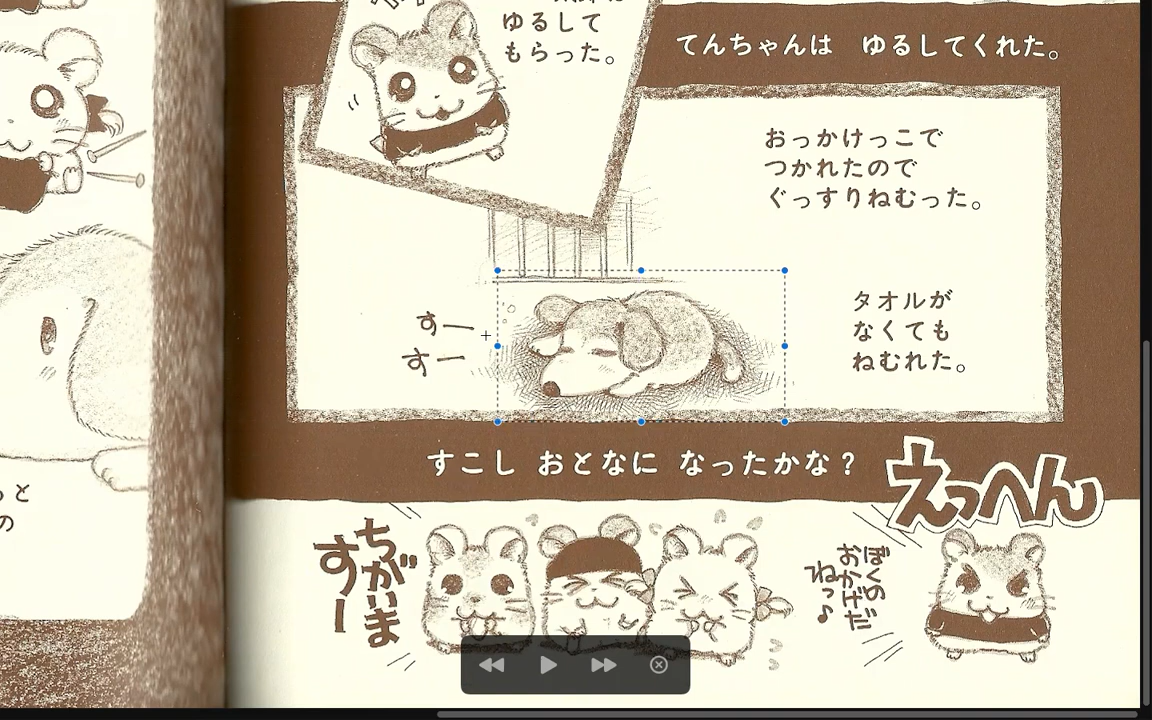 ゆるして
もらった。
てんちゃんは　ゆるしてくれた。
おっかけっこで
つかれたので
ぐっすりねむった。
すー
すー
タオルが
なくても
ねむれた。
すこし おとなに なったかな？
えっへん
ちがいま
すー
ぼくの
おかげだ
ねっ♪
と
の